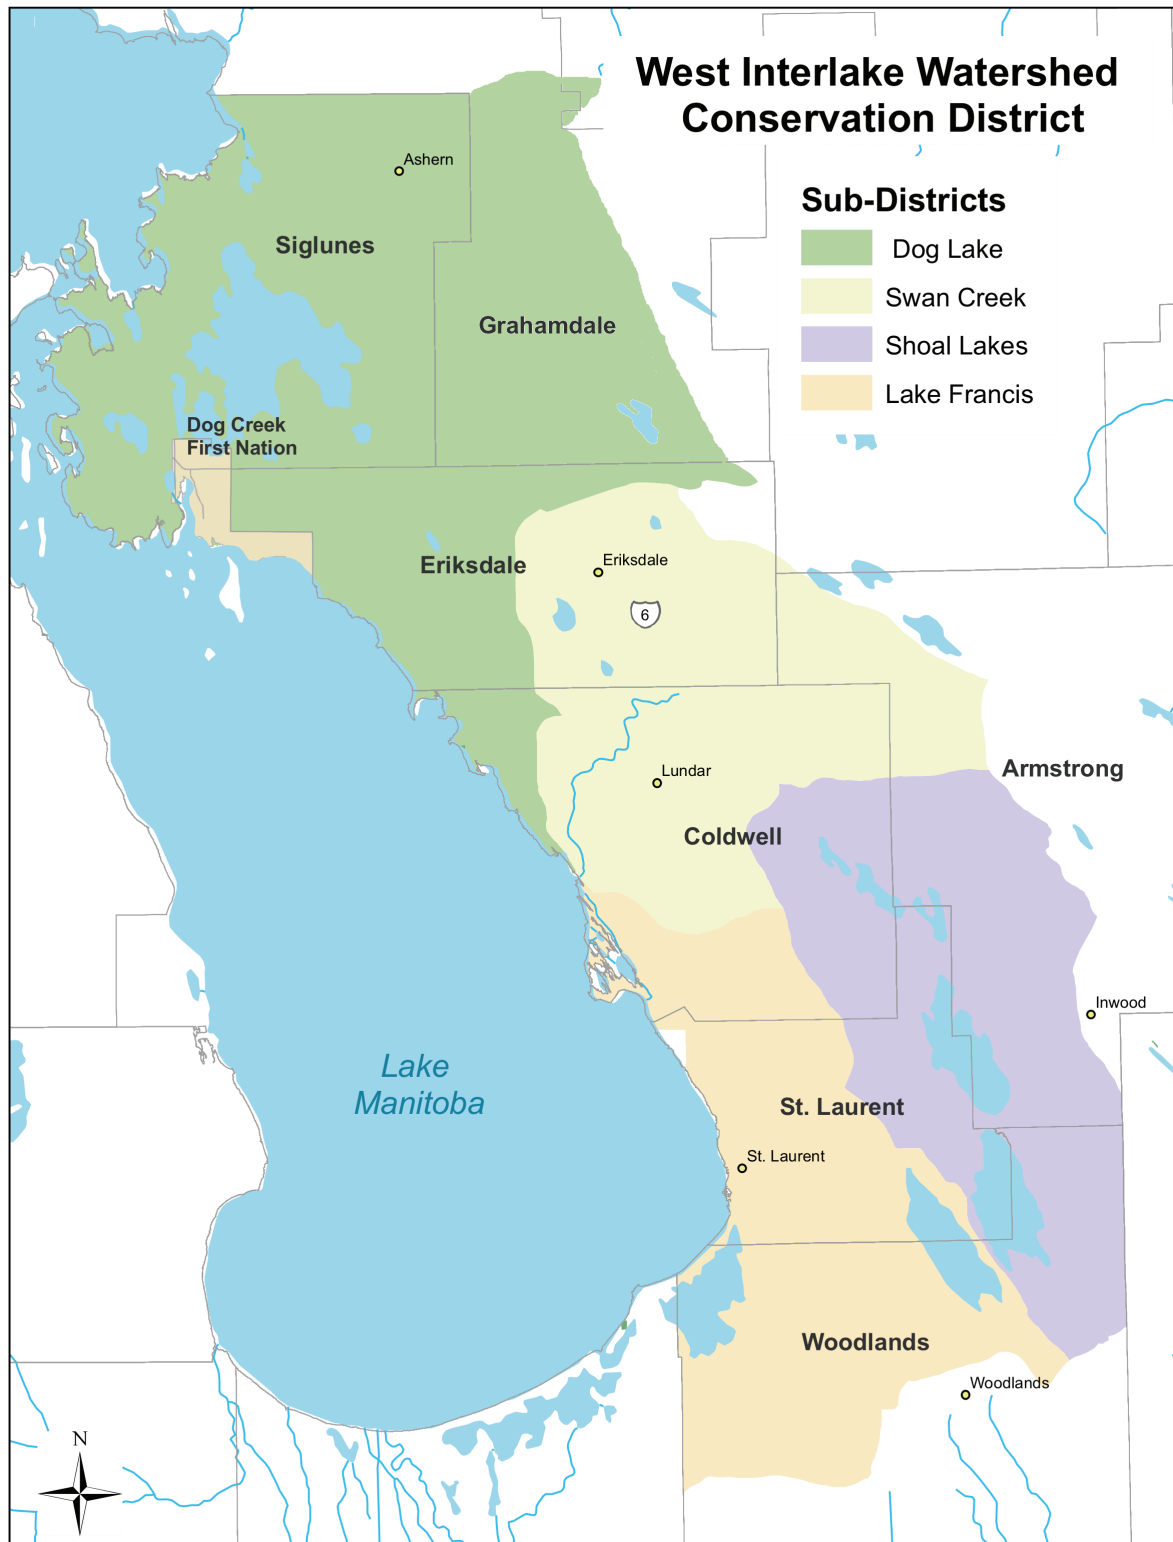 West Interlake Watershed
Conservation District
Sub-Districts
Dog Lake
Swan Creek
Shoal Lakes
Lake Francis
Ashern
Siglunes
Grahamdale
Dog Creek
First Nation
Eriksdale
Eriksdale
6
Lundar
Armstrong
Coldwell
Inwood
Lake
Manitoba
St. Laurent
St. Laurent
Woodlands
Woodlands
N